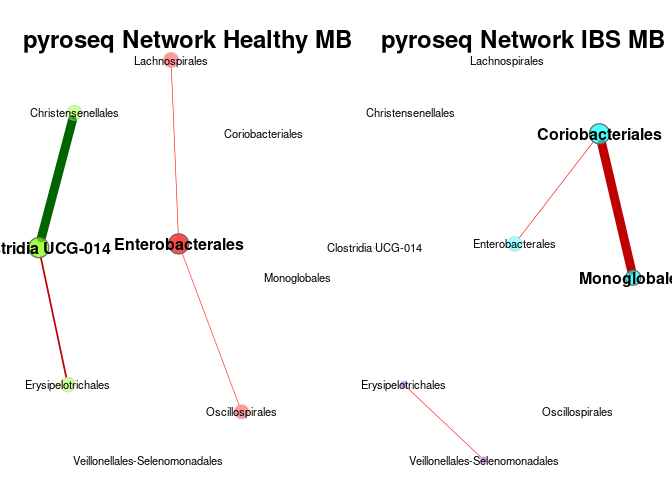 pyroseq Network Healthy MB
Lachnospirales
Christensenellales
Coriobacteriales
stridia UCG-014
Enterobacterales
Monoglobales
Erysipelotrichales
Oscillospirales
Veillonellales-Selenomonadales
pyroseq Network IBS MB
Lachnospirales
Christensenellales
Coriobacteriales
Clostridia UCG-014
Enterobacterales
Monoglobale
Erysipelotrichales
Oscillospirales
Veillonellales-Selenomonadales